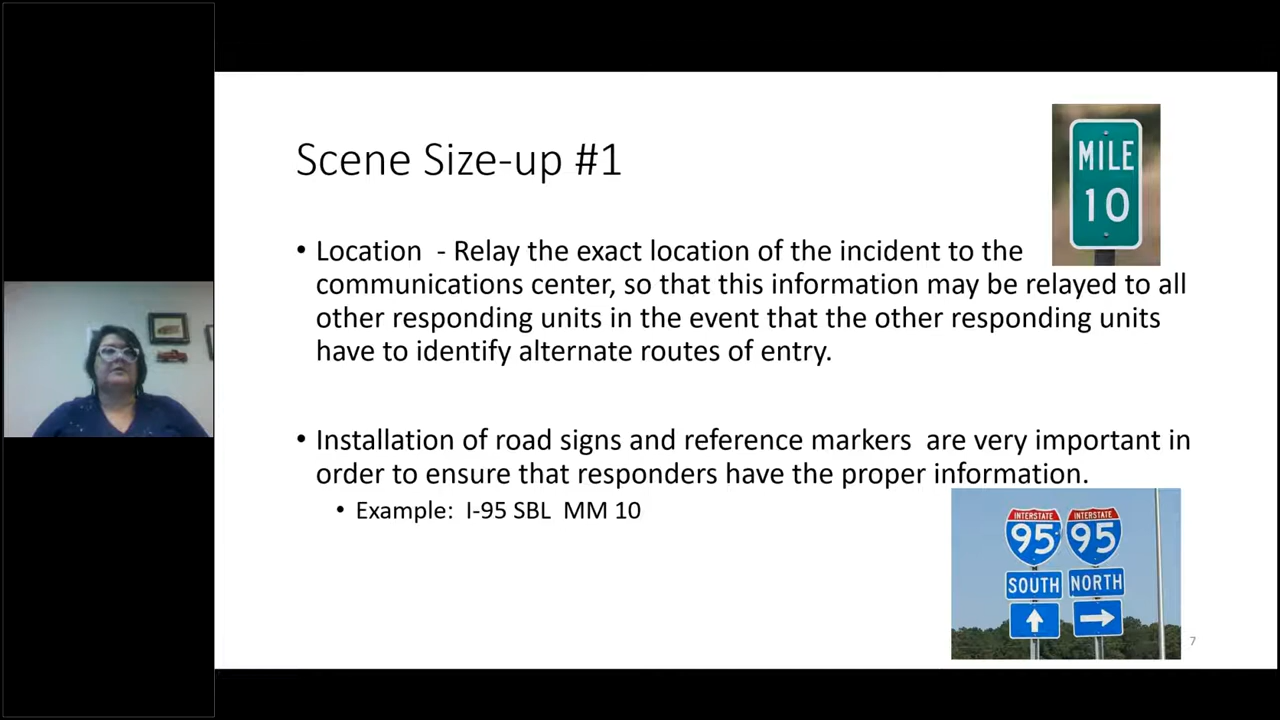 Scene Size-up #1
MILE
10
• Location - Relay the exact location of the incident to the
communications center, so that this information may be relayed to all
other responding units in the event that the other responding units
have to identify alternate routes of entry.
• Installation of road signs and reference markers are very important in
order to ensure that responders have the proper information.
• Example: I-95 SBL MM 10
INTERSTATE INTERSTATE
95 95
SOUTH NORTH
7